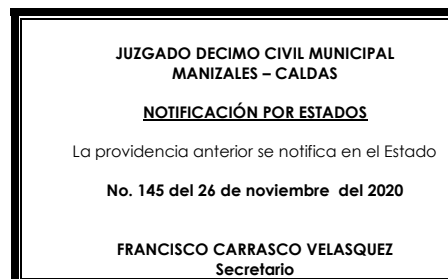 JUZGADO DECIMO CIVIL MUNICIPAL
MANIZALES – CALDAS
NOTIFICACIÓN POR ESTADOS
La providencia anterior se notifica en el Estado
No. 145 del 26 de noviembre  del 2020
FRANCISCO CARRASCO VELASQUEZ
Secretario